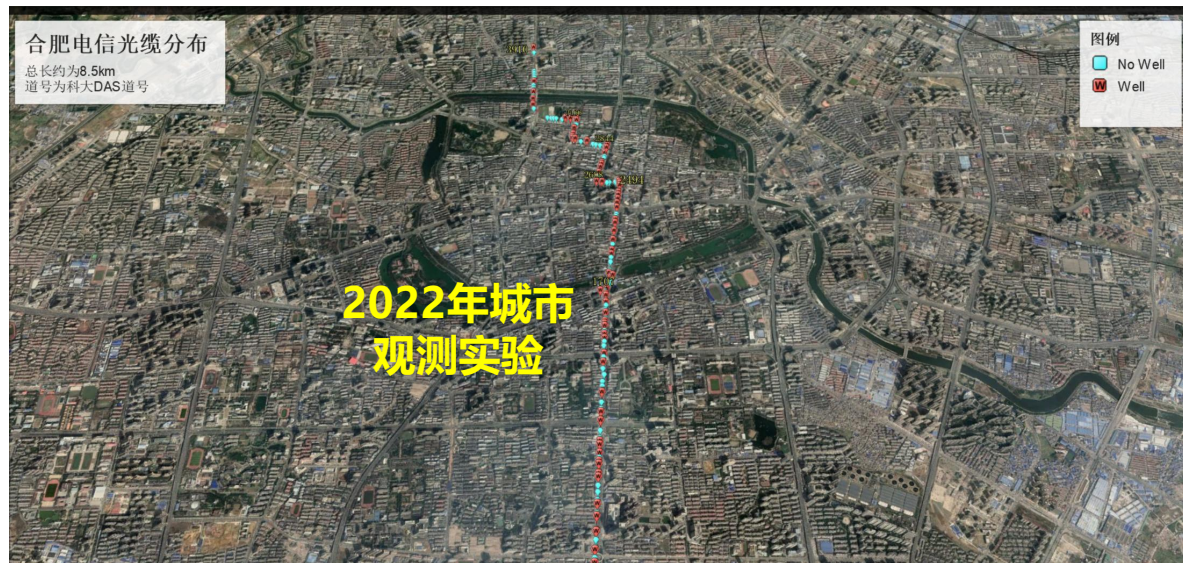 合肥电信光缆分布
总长约为8.5km
道号为科大DAS道号
图例
No Well
W Well
2494
2022年城市
观测实验